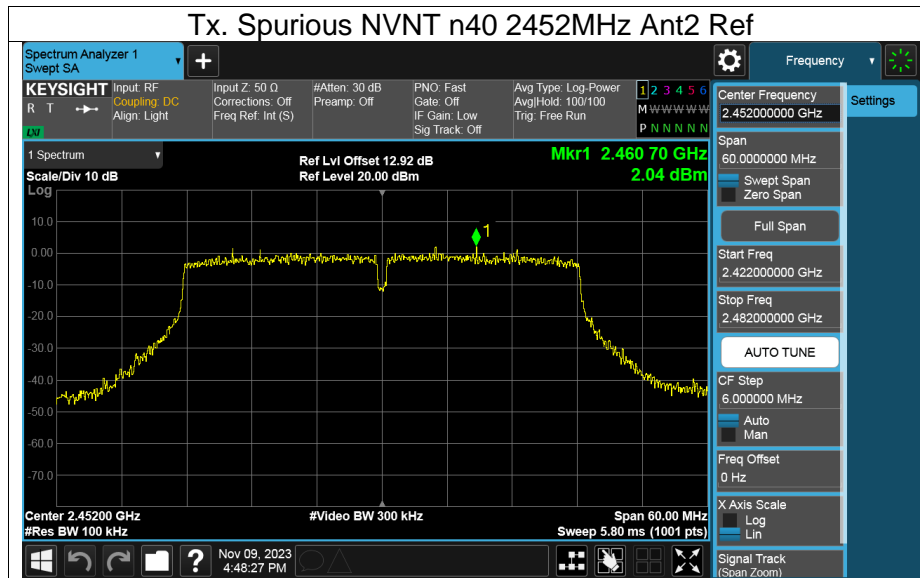 Tx. Spurious NVNT n40 2452MHz Ant2 Ref
Spectrum Analyzer 1
Swept SA
+
Frequency
KEYSIGHT
R T
LXI
Input: RF
Coupling: DC
Align: Light
Input Z: 50 Ω
Corrections: Off
Freq Ref: Int (S)
#Atten: 30 dB
Preamp: Off
PNO: Fast
Gate: Off
IF Gain: Low
Sig Track: Off
Avg Type: Log-Power
Avg|Hold: 100/100
Trig: Free Run
1 2 3 4 5 6
M W W W W W
P N N N N N
1 Spectrum
Scale/Div 10 dB
Ref Lvl Offset 12.92 dB
Ref Level 20.00 dBm
Mkr1 2.460 70 GHz
2.04 dBm
Log
10.0
0.00
-10.0
-20.0
-30.0
-40.0
-50.0
-60.0
-70.0
1
Center 2.45200 GHz
#Res BW 100 kHz
#Video BW 300 kHz
Span 60.00 MHz
Sweep 5.80 ms (1001 pts)
Center Frequency
2.452000000 GHz
Span
60.0000000 MHz
Swept Span
Zero Span
Full Span
Start Freq
2.422000000 GHz
Stop Freq
2.482000000 GHz
AUTO TUNE
CF Step
6.000000 MHz
Auto
Man
Freq Offset
0 Hz
X Axis Scale
Log
Lin
Signal Track
(Span Zoom)
Settings
?
Nov 09, 2023
4:48:27 PM